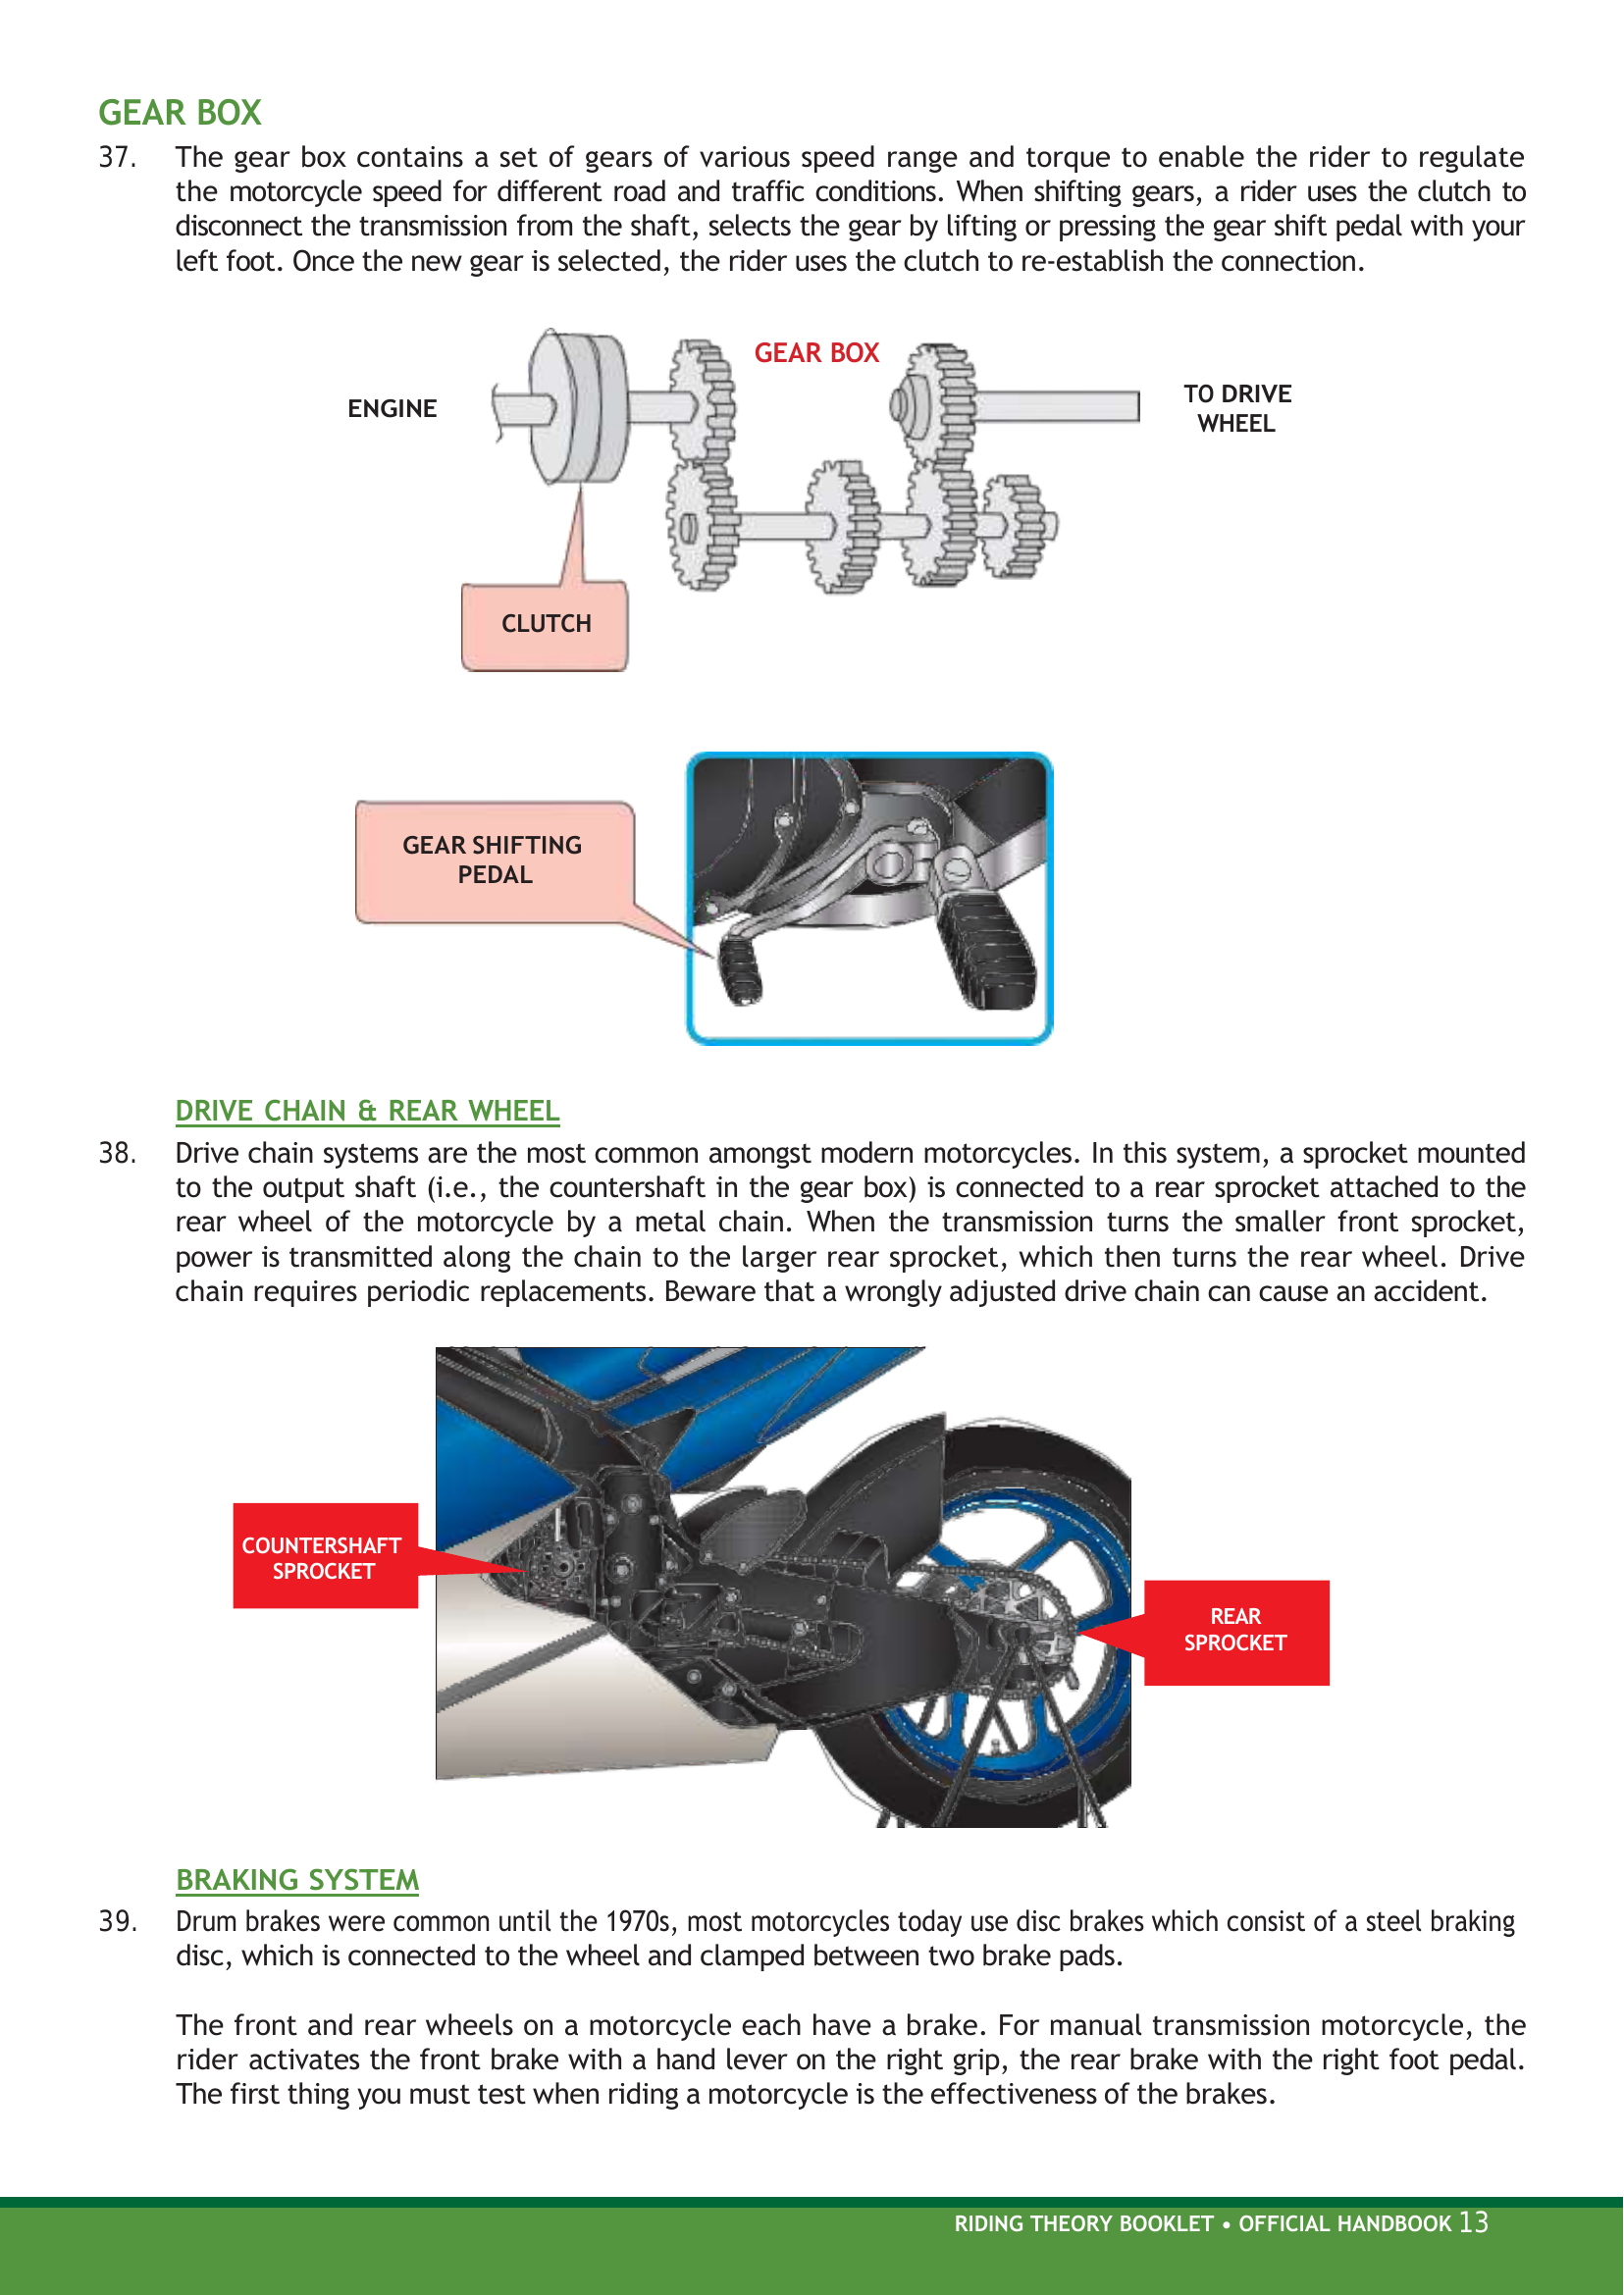 GEAR BOX
37. The gear box contains a set of gears of various speed range and torque to enable the rider to regulate
the motorcycle speed for different road and traffic conditions. When shifting gears, a rider uses the clutch to
disconnect the transmission from the shaft, selects the gear by lifting or pressing the gear shift pedal with your
left foot. Once the new gear is selected, the rider uses the clutch to re-establish the connection.
GEAR BOX
ENGINE
TO DRIVE
WHEEL
CLUTCH
GEAR SHIFTING
PEDAL
DRIVE CHAIN & REAR WHEEL
38. Drive chain systems are the most common amongst modern motorcycles. In this system, a sprocket mounted
to the output shaft (i.e., the countershaft in the gear box) is connected to a rear sprocket attached to the
rear wheel of the motorcycle by a metal chain. When the transmission turns the smaller front sprocket,
power is transmitted along the chain to the larger rear sprocket, which then turns the rear wheel. Drive
chain requires periodic replacements. Beware that a wrongly adjusted drive chain can cause an accident.
COUNTERSHAFT
SPROCKET
REAR
SPROCKET
BRAKING SYSTEM
39. Drum brakes were common until the 1970s, most motorcycles today use disc brakes which consist of a steel braking
disc, which is connected to the wheel and clamped between two brake pads.
The front and rear wheels on a motorcycle each have a brake. For manual transmission motorcycle, the
rider activates the front brake with a hand lever on the right grip, the rear brake with the right foot pedal.
The first thing you must test when riding a motorcycle is the effectiveness of the brakes.
RIDING THEORY BOOKLET • OFFICIAL HANDBOOK 13